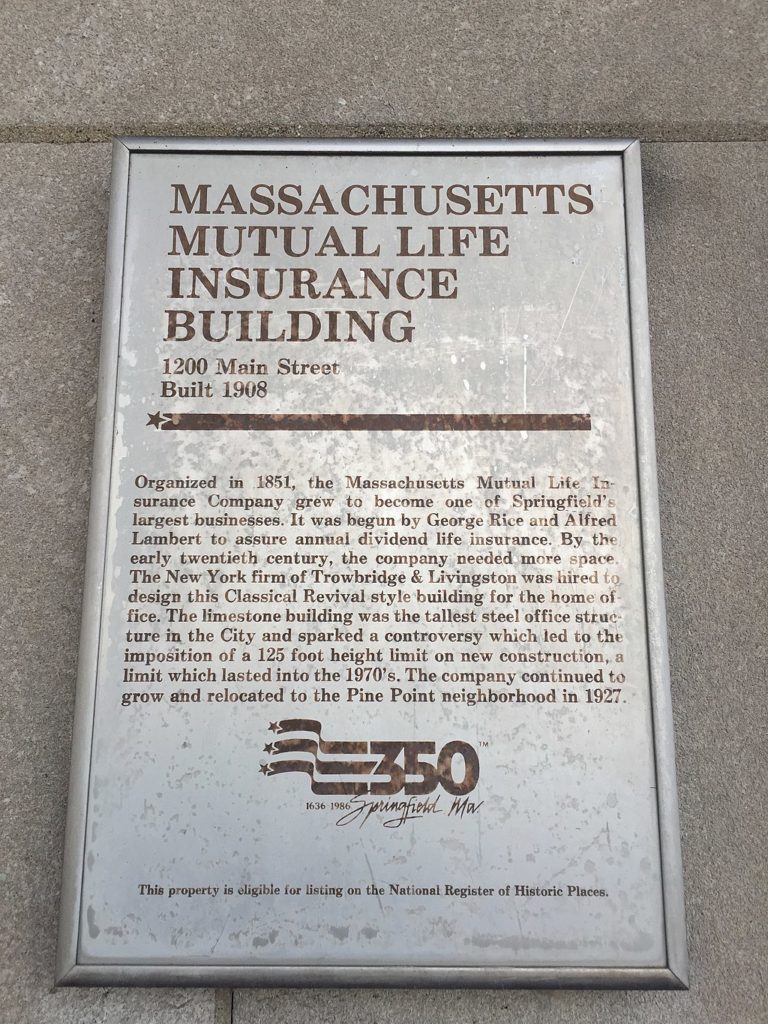 MASSACHUSETTS
MUTUAL LIFE
INSURANCE
BUILDING
1200 Main Street
Built 1908
Organized in 1851, the Massachusetts Mutual Life In-
surance Company grew to become one of Springfield's
largest businesses. It was begun by George Rice and Alfred
Lambert to assure annual dividend life insurance. By the
early twentieth century, the company needed more space.
The New York firm of Trowbridge & Livingston was hired to
design this Classical Revival style building for the home of-
fice. The limestone building was the tallest steel office struc-
ture in the City and sparked a controversy which led to the
imposition of a 125 foot height limit on new construction, a
limit which lasted into the 1970's. The company continued to
grow and relocated to the Pine Point neighborhood in 1927.
350 ™
1636-1986 Springfield Ma
This property is eligible for listing on the National Register of Historic Places.